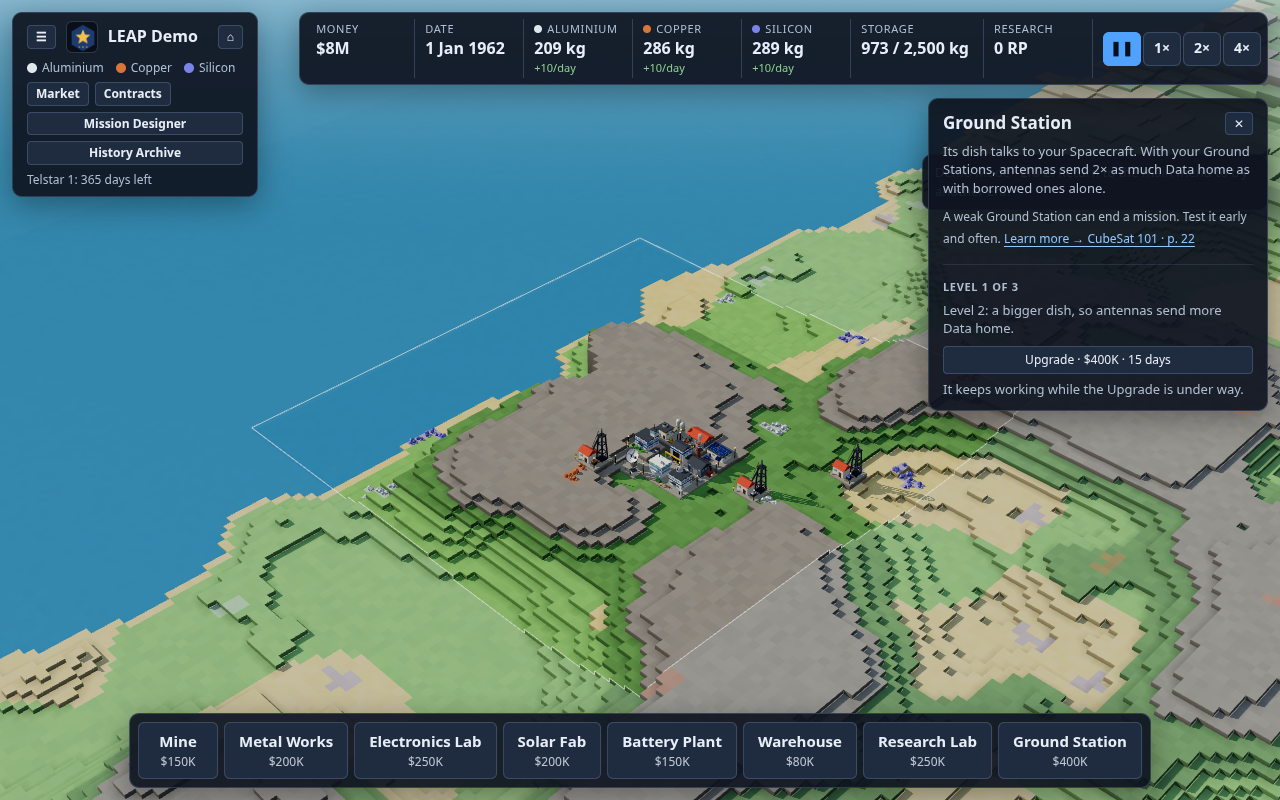 ☰ LEAP Demo ⌂
Aluminium Copper Silicon
Market Contracts
Mission Designer
History Archive
Telstar 1: 365 days left
MONEY
$8M
DATE
1 Jan 1962
ALUMINIUM
209 kg
+10/day
COPPER
286 kg
+10/day
SILICON
289 kg
+10/day
STORAGE
973 / 2,500 kg
RESEARCH
0 RP
❚❚ 1× 2× 4×
Ground Station ✕
Its dish talks to your Spacecraft. With your Ground
Stations, antennas send 2× as much Data home as
with borrowed ones alone.
A weak Ground Station can end a mission. Test it early
and often. Learn more → CubeSat 101 · p. 22
LEVEL 1 OF 3
Level 2: a bigger dish, so antennas send more
Data home.
Upgrade · $400K · 15 days
It keeps working while the Upgrade is under way.
Mine
$150K
Metal Works
$200K
Electronics Lab
$250K
Solar Fab
$200K
Battery Plant
$150K
Warehouse
$80K
Research Lab
$250K
Ground Station
$400K